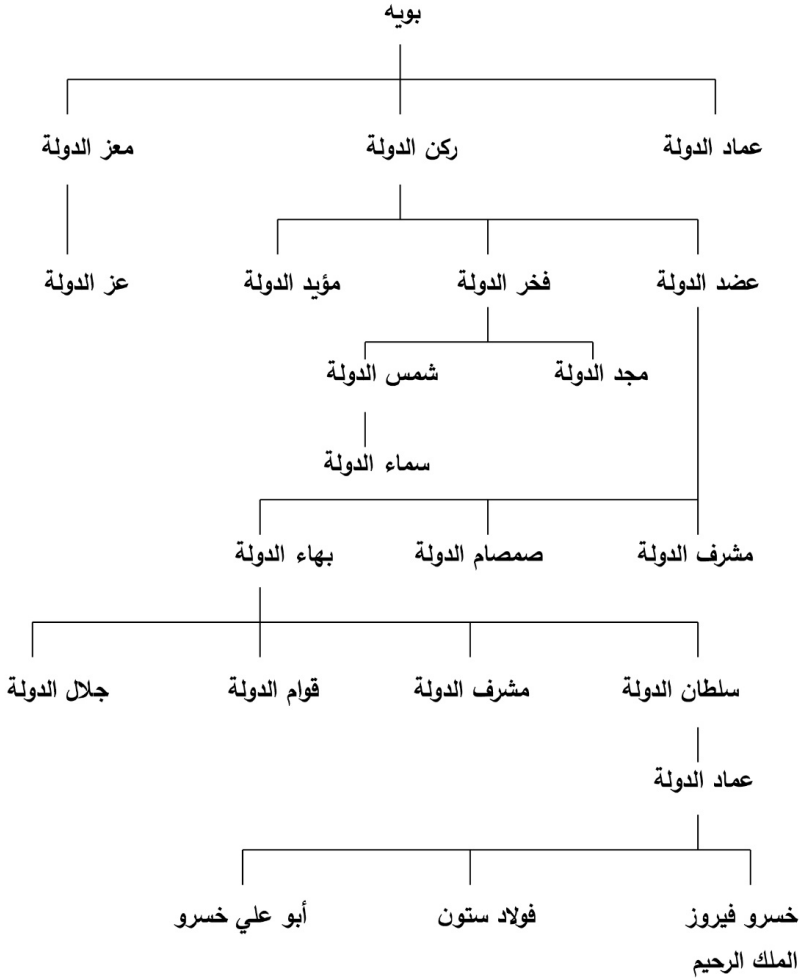 بويه
عماد الدولة
ركن الدولة
معز الدولة
عضد الدولة
فخر الدولة
مؤيد الدولة
عز الدولة
مجد الدولة
شمس الدولة
سماء الدولة
مشرف الدولة
صمصام الدولة
بهاء الدولة
سلطان الدولة
مشرف الدولة
قوام الدولة
جلال الدولة
عماد الدولة
خسرو فيروز
الملك الرحيم
فولاد ستون
أبو علي خسرو